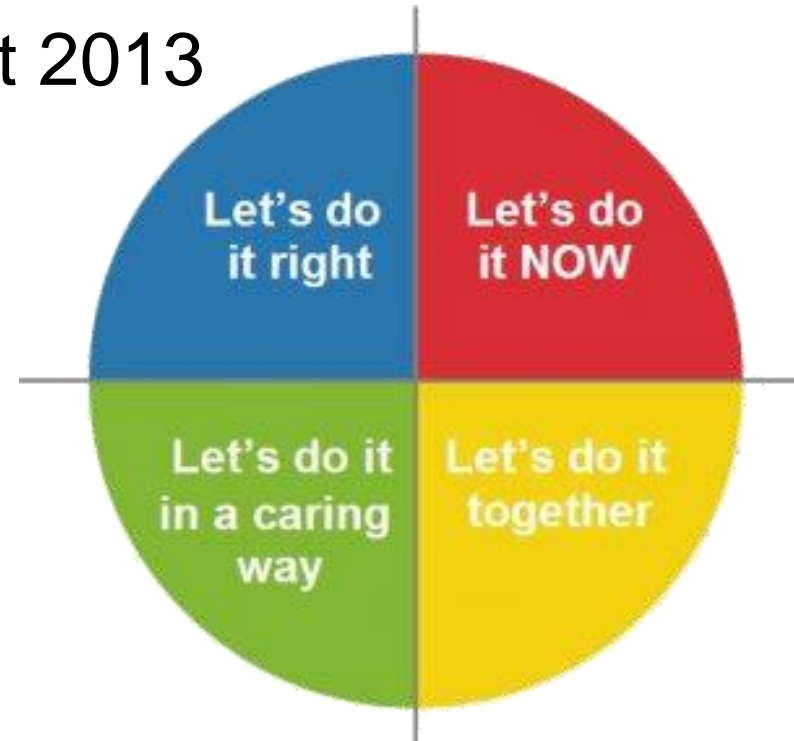 t 2013
Let's do
it right
Let's do
it NOW
Let's do it
in a caring
way
Let's do it
together